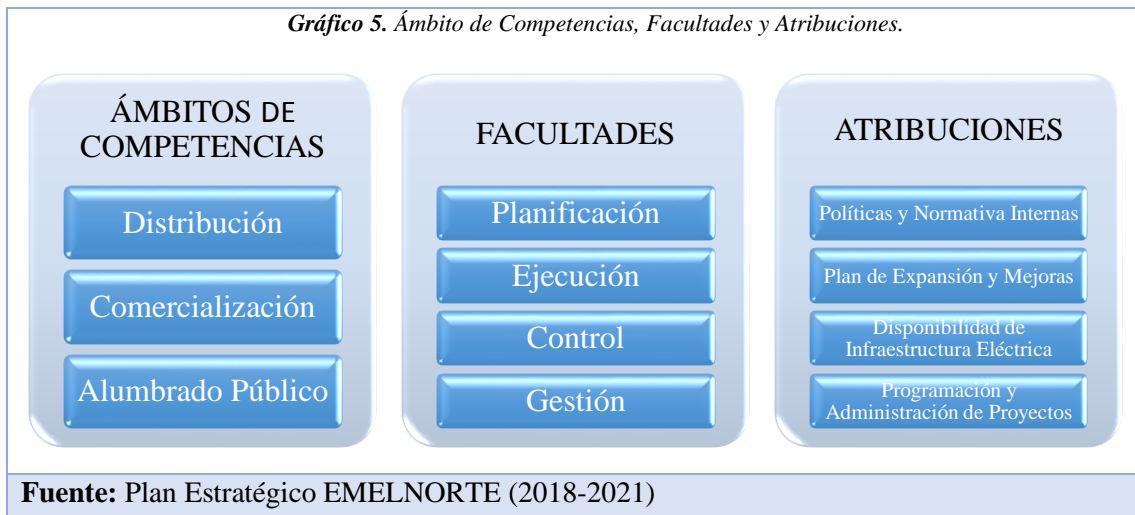 Gráfico 5. Ámbito de Competencias, Facultades y Atribuciones.
ÁMBITOS DE
COMPETENCIAS
Distribución
Comercialización
Alumbrado Público
FACULTADES
Planificación
Ejecución
Control
Gestión
ATRIBUCIONES
Políticas y Normativa Internas
Plan de Expansión y Mejoras
Disponibilidad de
Infraestructura Eléctrica
Programación y
Administración de Proyectos
Fuente: Plan Estratégico EMELNORTE (2018-2021)